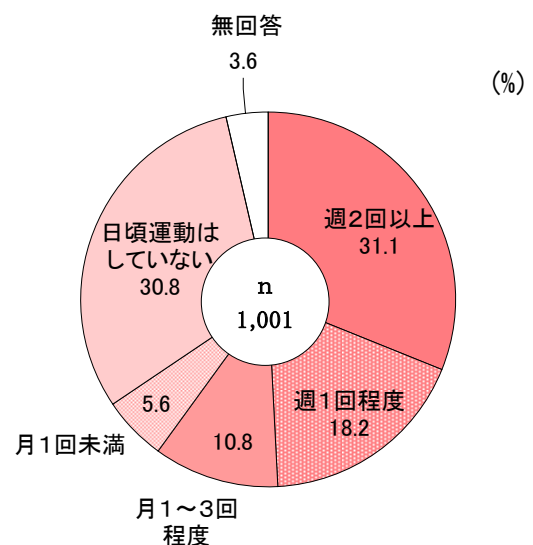 無回答
3.6
(%)
週2回以上
31.1
週1回程度
18.2
月1～3回
程度
10.8
月1回未満
5.6
日頃運動は
していない
30.8
n
1,001